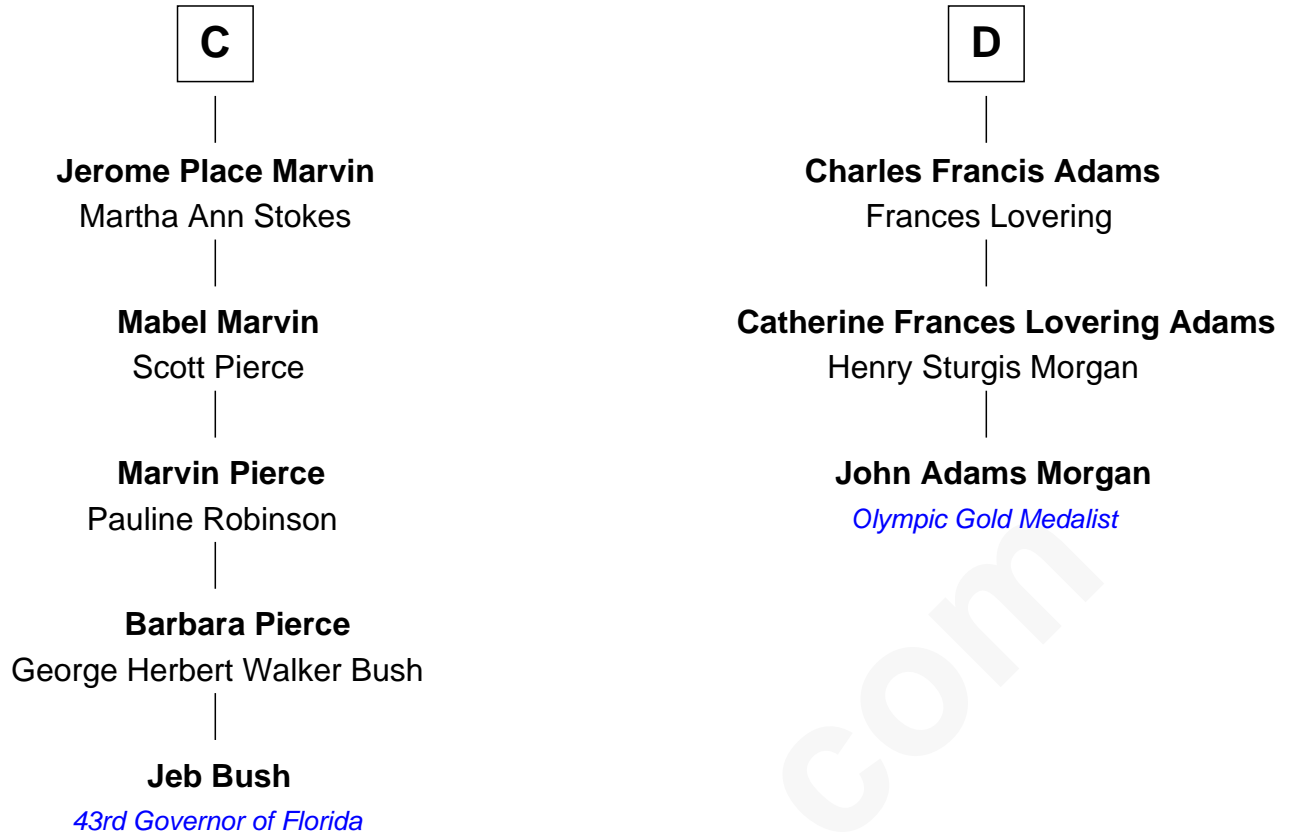 C
Jerome Place Marvin
Martha Ann Stokes
Mabel Marvin
Scott Pierce
Marvin Pierce
Pauline Robinson
Barbara Pierce
George Herbert Walker Bush
Jeb Bush
43rd Governor of Florida
D
Charles Francis Adams
Frances Lovering
Catherine Frances Lovering Adams
Henry Sturgis Morgan
John Adams Morgan
Olympic Gold Medalist
com